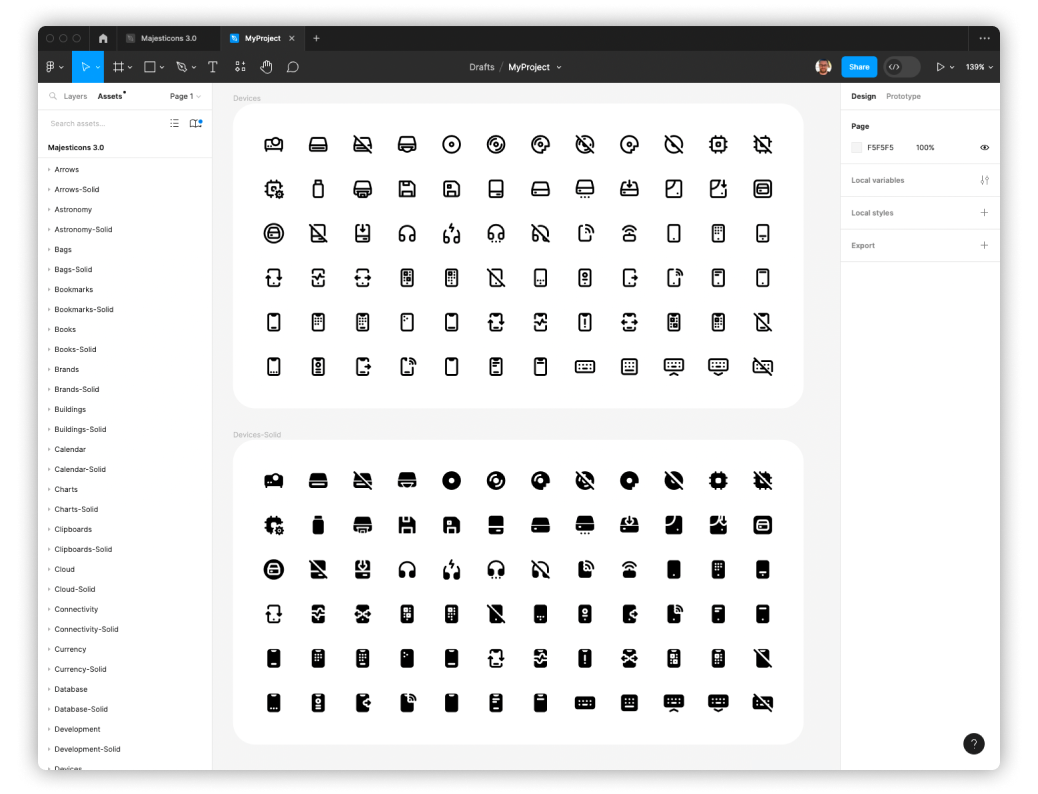 Majesticons 3.0
MyProject
Drafts / MyProject
Share
139%
Layers
Assets
Page 1
Search assets...
Majesticons 3.0
Arrows
Arrows-Solid
Astronomy
Astronomy-Solid
Bags
Bags-Solid
Bookmarks
Bookmarks-Solid
Books
Books-Solid
Brands
Brands-Solid
Buildings
Buildings-Solid
Calendar
Calendar-Solid
Charts
Charts-Solid
Clipboards
Clipboards-Solid
Cloud
Cloud-Solid
Connectivity
Connectivity-Solid
Currency
Currency-Solid
Database
Database-Solid
Development
Development-Solid
Devices
Devices
Devices-Solid
Design
Prototype
Page
F5F5F5
100%
Local variables
Local styles
Export
?